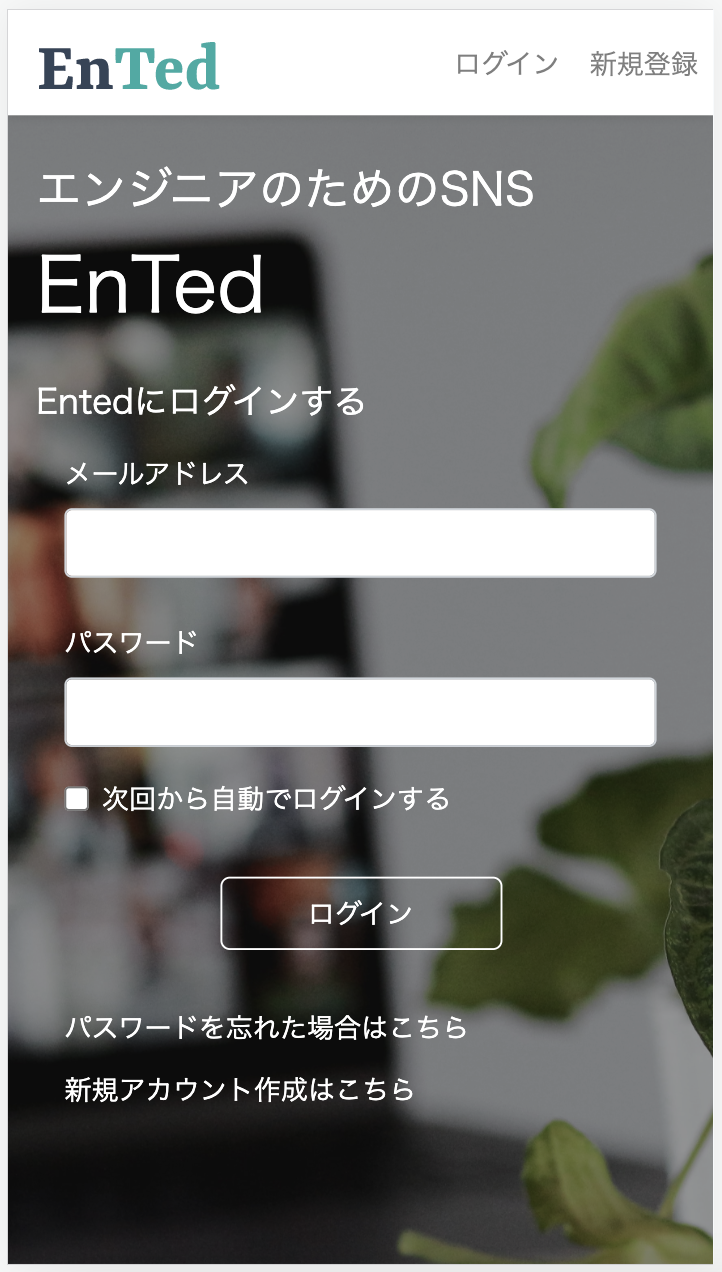 EnTed
ログイン 新規登録
エンジニアのためのSNS
EnTed
Entedにログインする
メールアドレス
パスワード
次回から自動でログインする
ログイン
パスワードを忘れた場合はこちら
新規アカウント作成はこちら